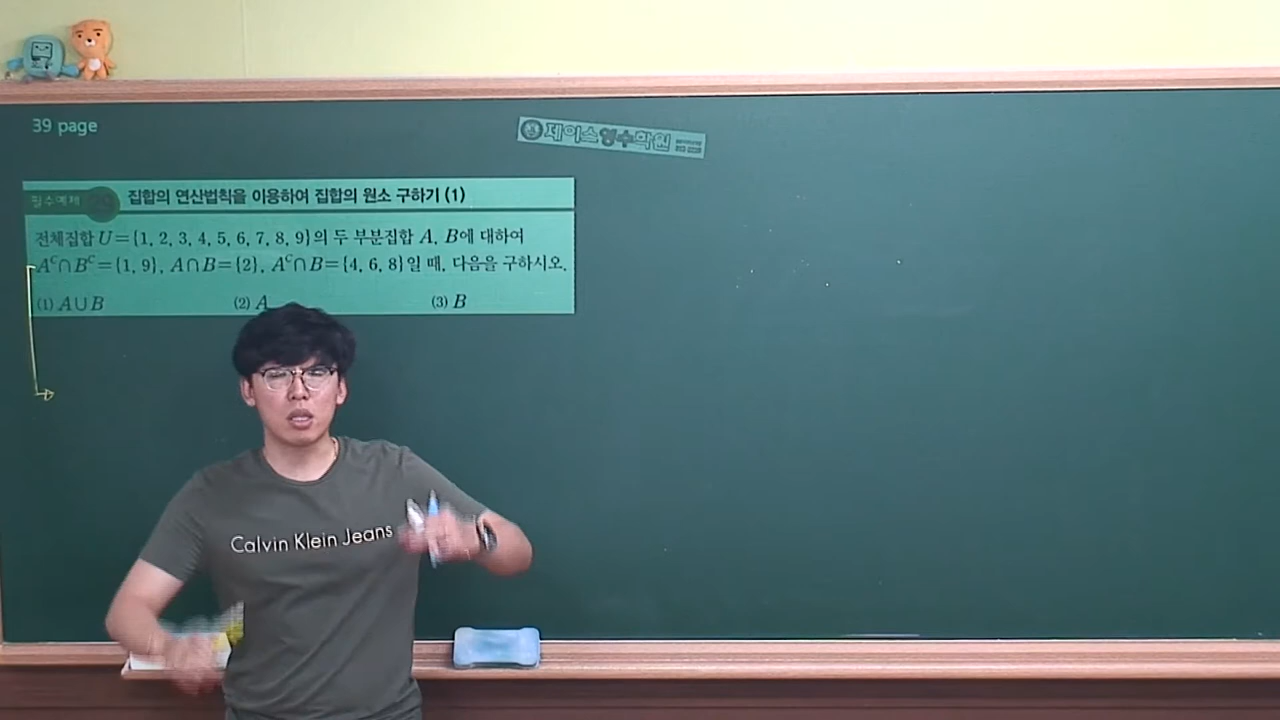 39 page
제이스영수학원
필수예제 집합의 연산법칙을 이용하여 집합의 원소 구하기 (1)
전체집합 U={1, 2, 3, 4, 5, 6, 7, 8, 9}의 두 부분집합 A, B에 대하여
Aᶜ∩Bᶜ={1, 9}, A∩B={2}, Aᶜ∩B={4, 6, 8}일 때, 다음을 구하시오.
(1) A∪B (2) A (3) B
Calvin Klein Jeans